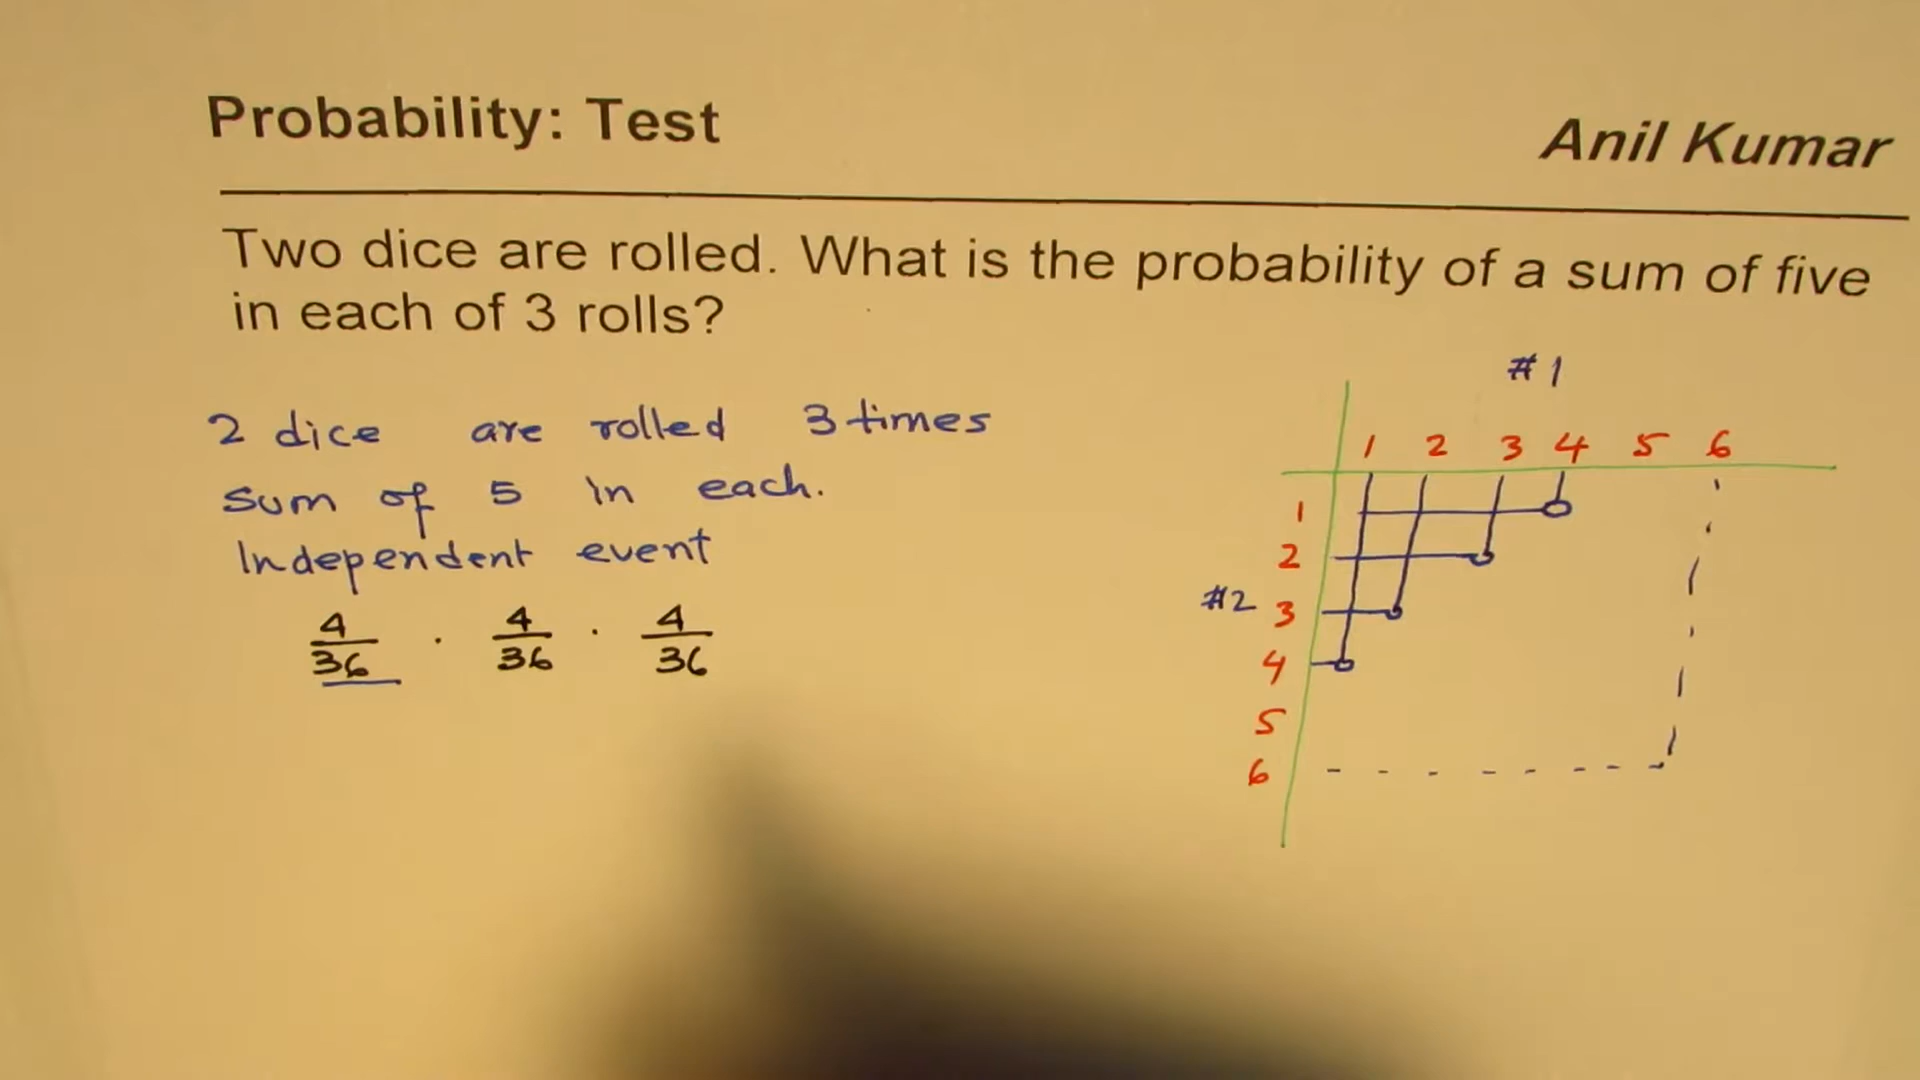 Probability: Test
Anil Kumar
Two dice are rolled. What is the probability of a sum of five
in each of 3 rolls?
2 dice are rolled 3 times
Sum of 5 in each.
Independent event
4/36 · 4/36 · 4/36
#1
1 2 3 4 5 6
1
2
#2 3
4
5
6